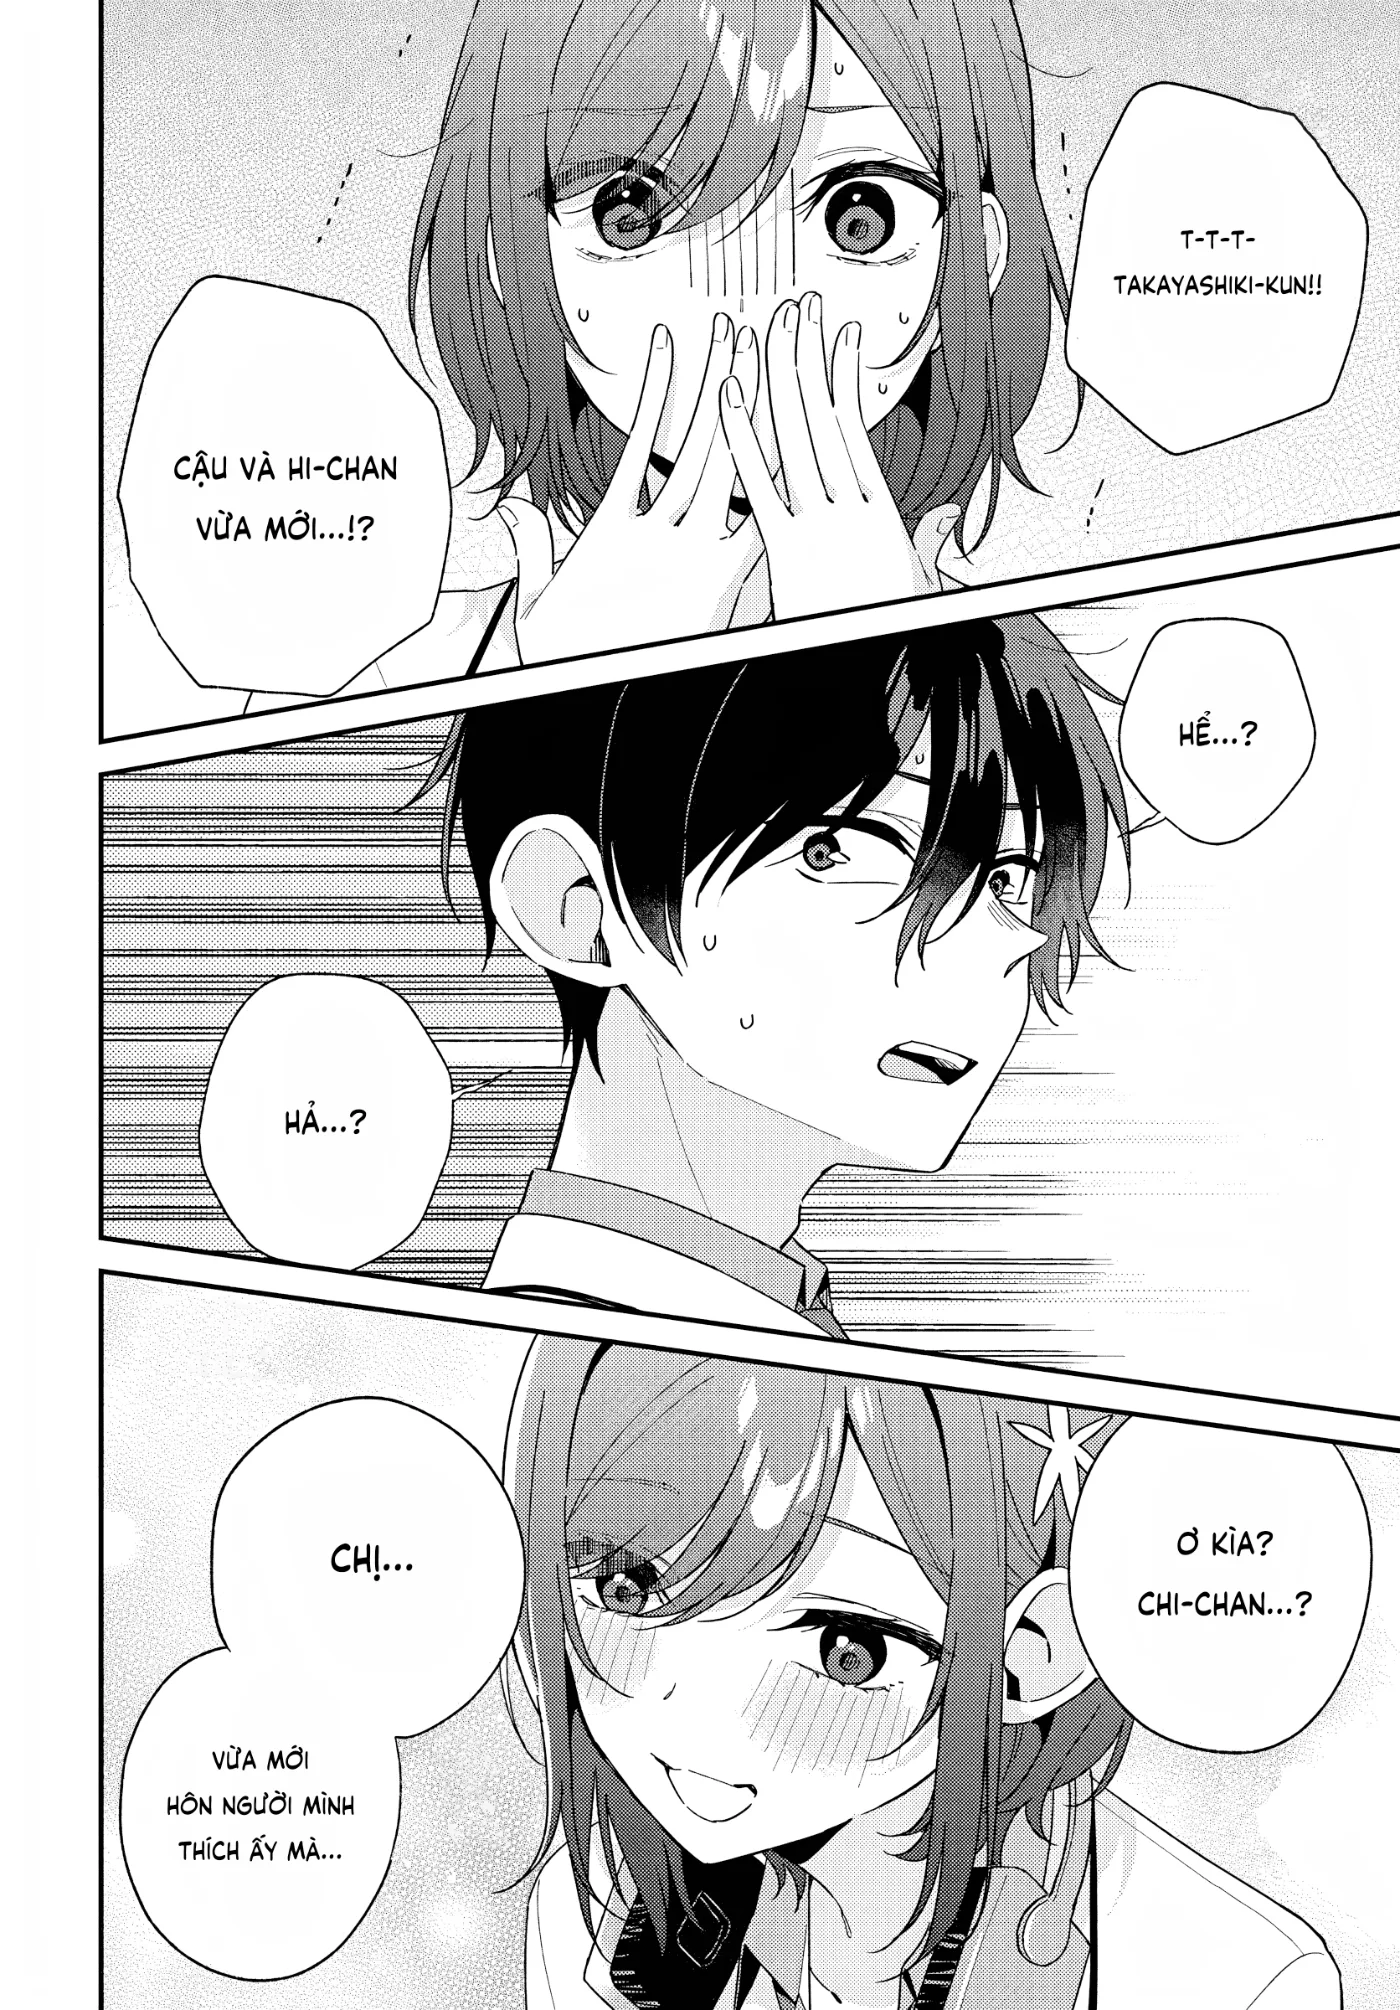 T-T-T-
TAKAYASHIKI-KUN!!
CẬU VÀ HI-CHAN
VỪA MỚI...!?
HỂ...?
HẢ...?
Ơ KÌA?
CHI-CHAN...?
CHỊ...
VỪA MỚI
HÔN NGƯỜI MÌNH
THÍCH ẤY MÀ...